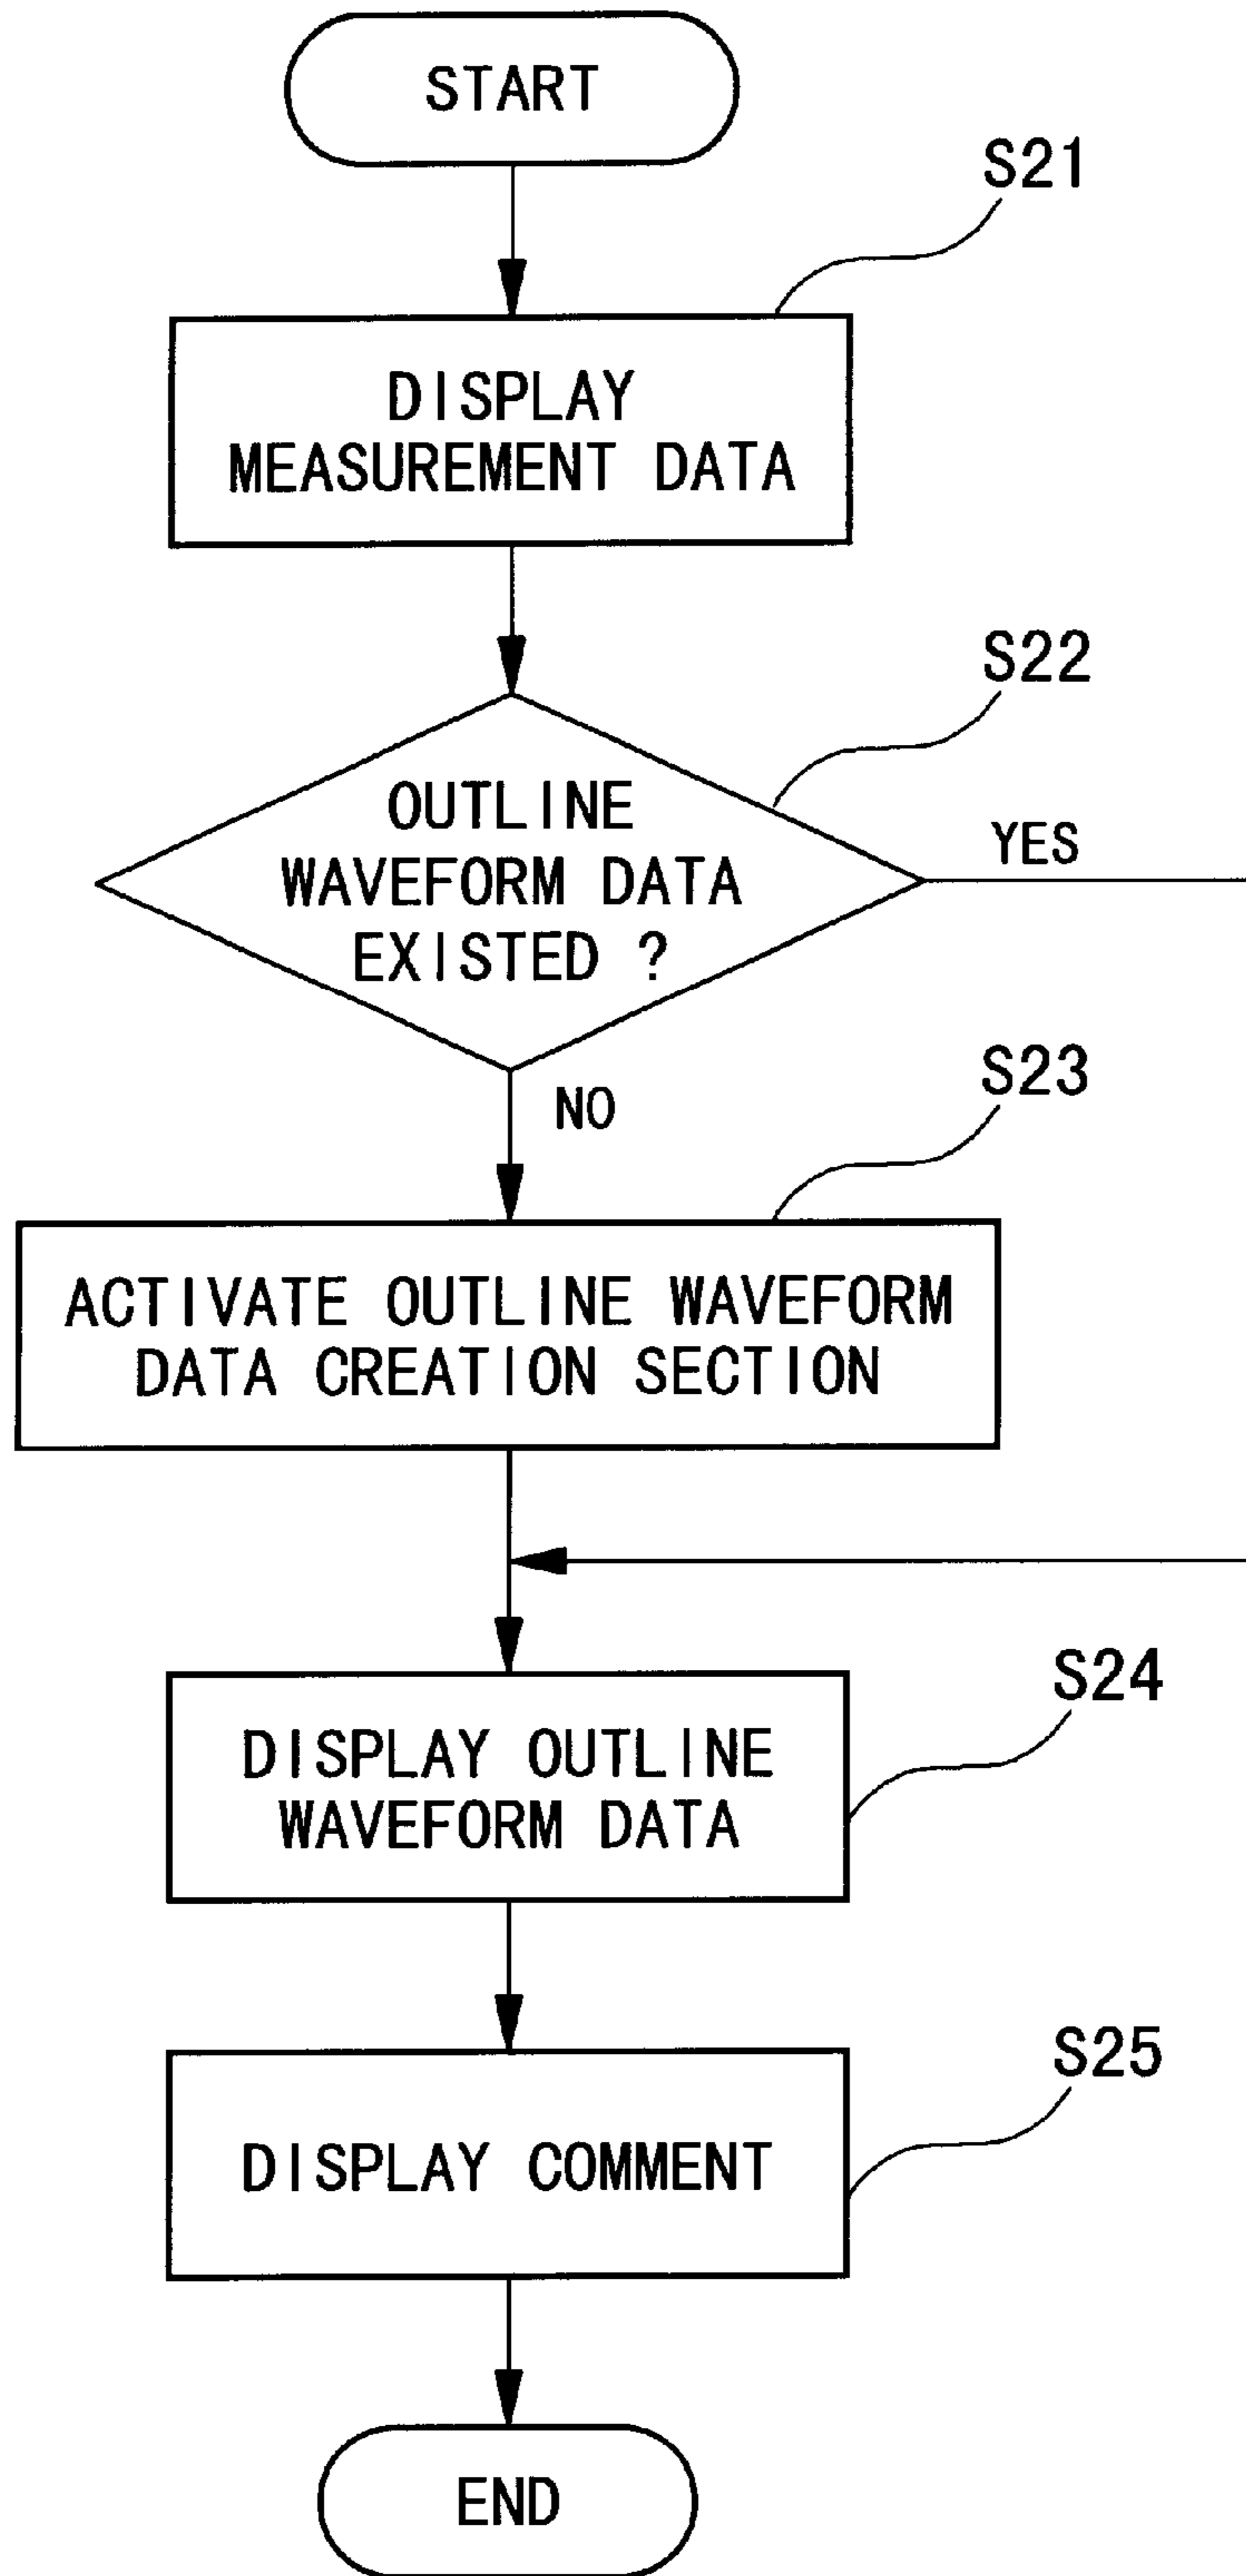 START
S21
DISPLAY
MEASUREMENT DATA
S22
OUTLINE
WAVEFORM DATA
EXISTED ?
YES
NO
S23
ACTIVATE OUTLINE WAVEFORM
DATA CREATION SECTION
S24
DISPLAY OUTLINE
WAVEFORM DATA
S25
DISPLAY COMMENT
END